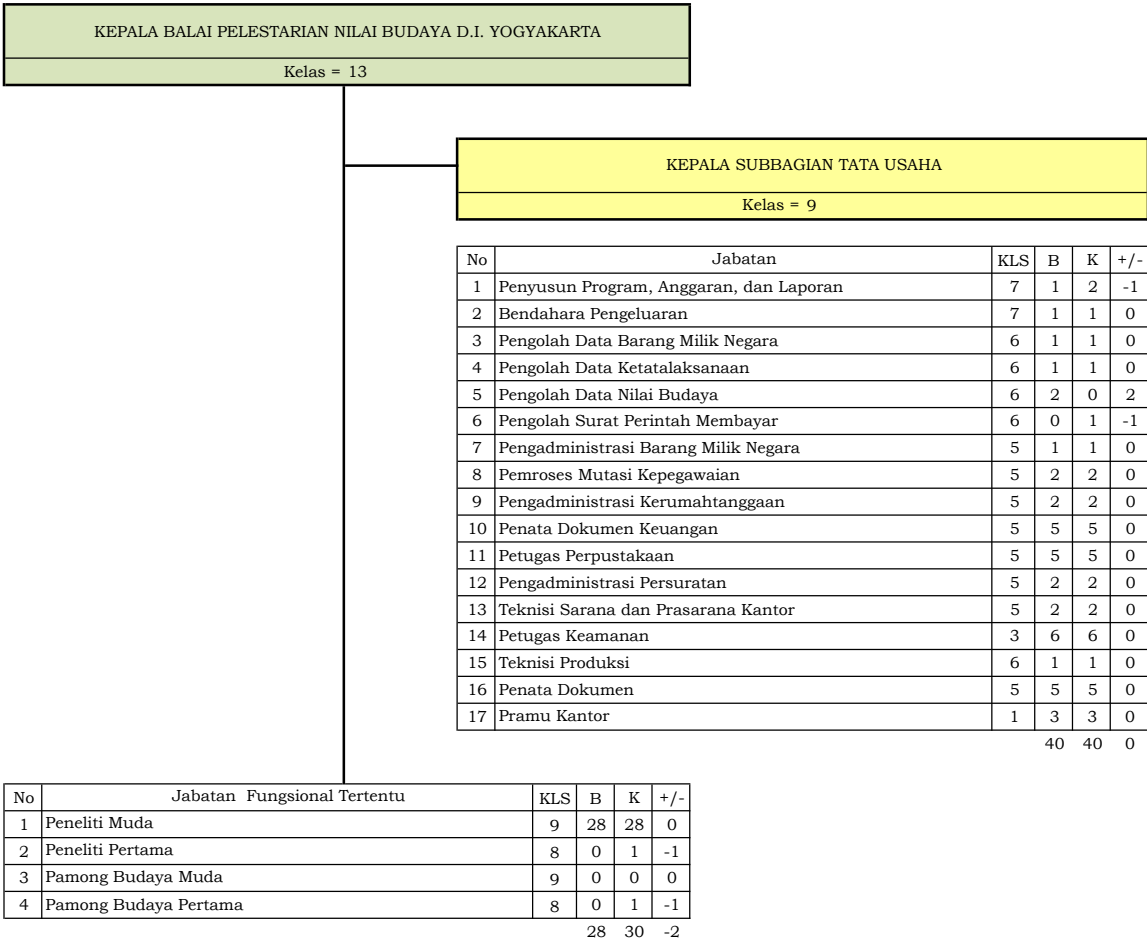 KEPALA BALAI PELESTARIAN NILAI BUDAYA D.I. YOGYAKARTA
Kelas = 13
KEPALA SUBBAGIAN TATA USAHA
Kelas = 9
No Jabatan KLS B K +/-
1 Penyusun Program, Anggaran, dan Laporan 7 1 2 -1
2 Bendahara Pengeluaran 7 1 1 0
3 Pengolah Data Barang Milik Negara 6 1 1 0
4 Pengolah Data Ketatalaksanaan 6 1 1 0
5 Pengolah Data Nilai Budaya 6 2 0 2
6 Pengolah Surat Perintah Membayar 6 0 1 -1
7 Pengadministrasi Barang Milik Negara 5 1 1 0
8 Pemroses Mutasi Kepegawaian 5 2 2 0
9 Pengadministrasi Kerumahtanggaan 5 2 2 0
10 Penata Dokumen Keuangan 5 5 5 0
11 Petugas Perpustakaan 5 5 5 0
12 Pengadministrasi Persuratan 5 2 2 0
13 Teknisi Sarana dan Prasarana Kantor 5 2 2 0
14 Petugas Keamanan 3 6 6 0
15 Teknisi Produksi 6 1 1 0
16 Penata Dokumen 5 5 5 0
17 Pramu Kantor 1 3 3 0
40 40 0
No Jabatan Fungsional Tertentu KLS B K +/-
1 Peneliti Muda 9 28 28 0
2 Peneliti Pertama 8 0 1 -1
3 Pamong Budaya Muda 9 0 0 0
4 Pamong Budaya Pertama 8 0 1 -1
28 30 -2